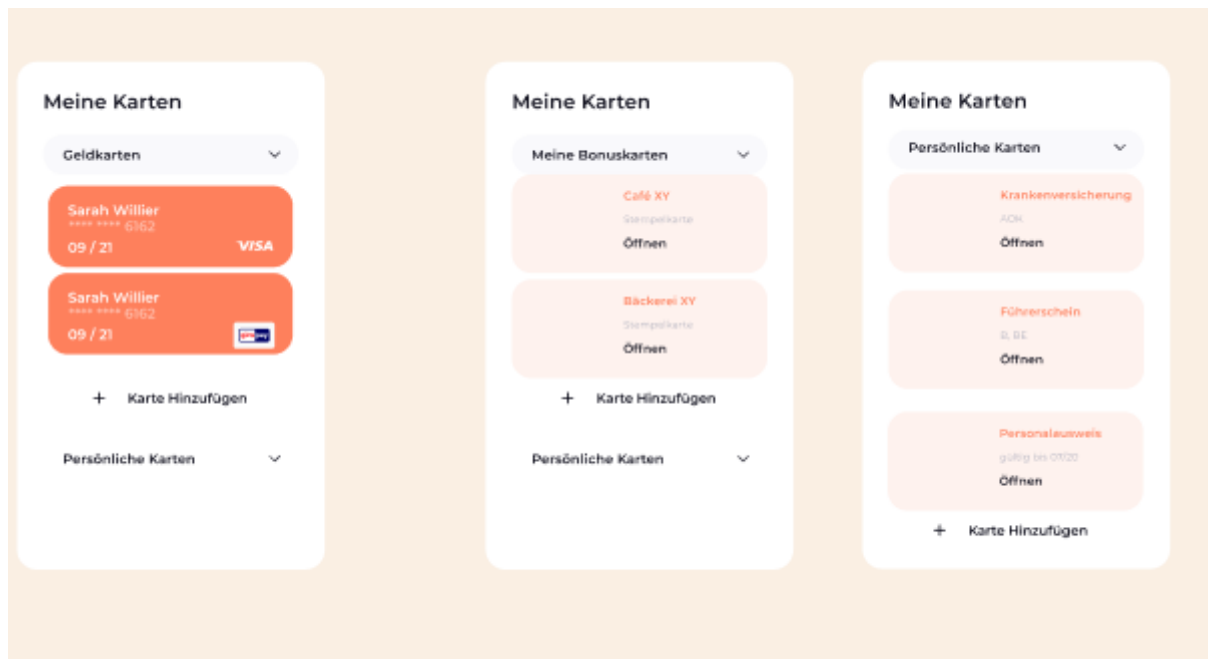 Meine Karten
Geldkarten
Sarah Willier
**** **** 6162
09 / 21
VISA
Sarah Willier
**** **** 6162
09 / 21
pay
+ Karte Hinzufügen
Persönliche Karten
Meine Karten
Meine Bonuskarten
Café XY
Stempelkarte
Öffnen
Bäckerei XY
Stempelkarte
Öffnen
+ Karte Hinzufügen
Persönliche Karten
Meine Karten
Persönliche Karten
Krankenversicherung
AOK
Öffnen
Führerschein
B, BE
Öffnen
Personalausweis
gültig bis 07/20
Öffnen
+ Karte Hinzufügen